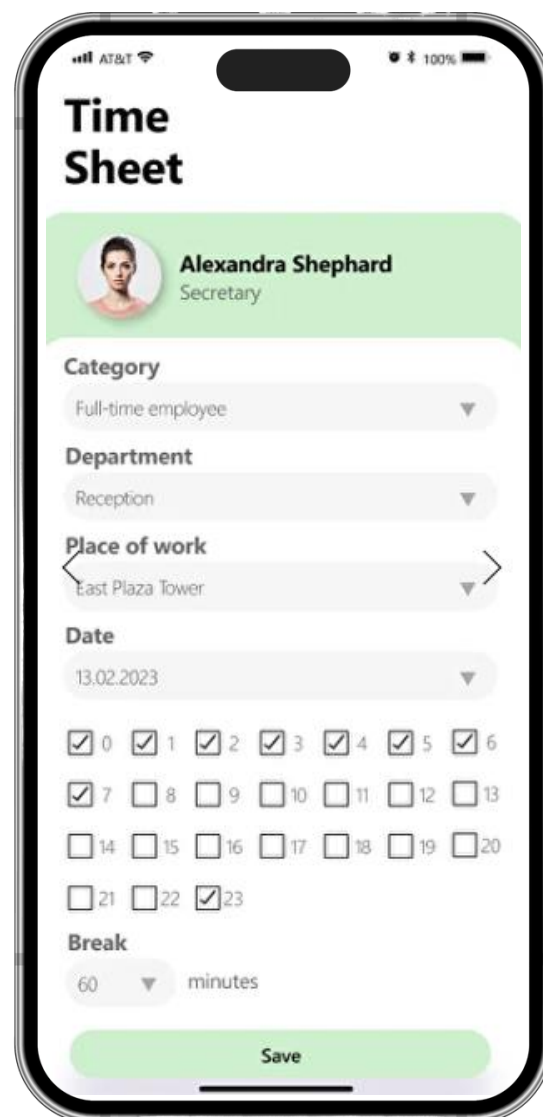 AT&T 100%
Time
Sheet
Alexandra Shephard
Secretary
Category
Full-time employee
Department
Reception
Place of work
East Plaza Tower
Date
13.02.2023
0 1 2 3 4 5 6
7 8 9 10 11 12 13
14 15 16 17 18 19 20
21 22 23
Break
60 minutes
Save